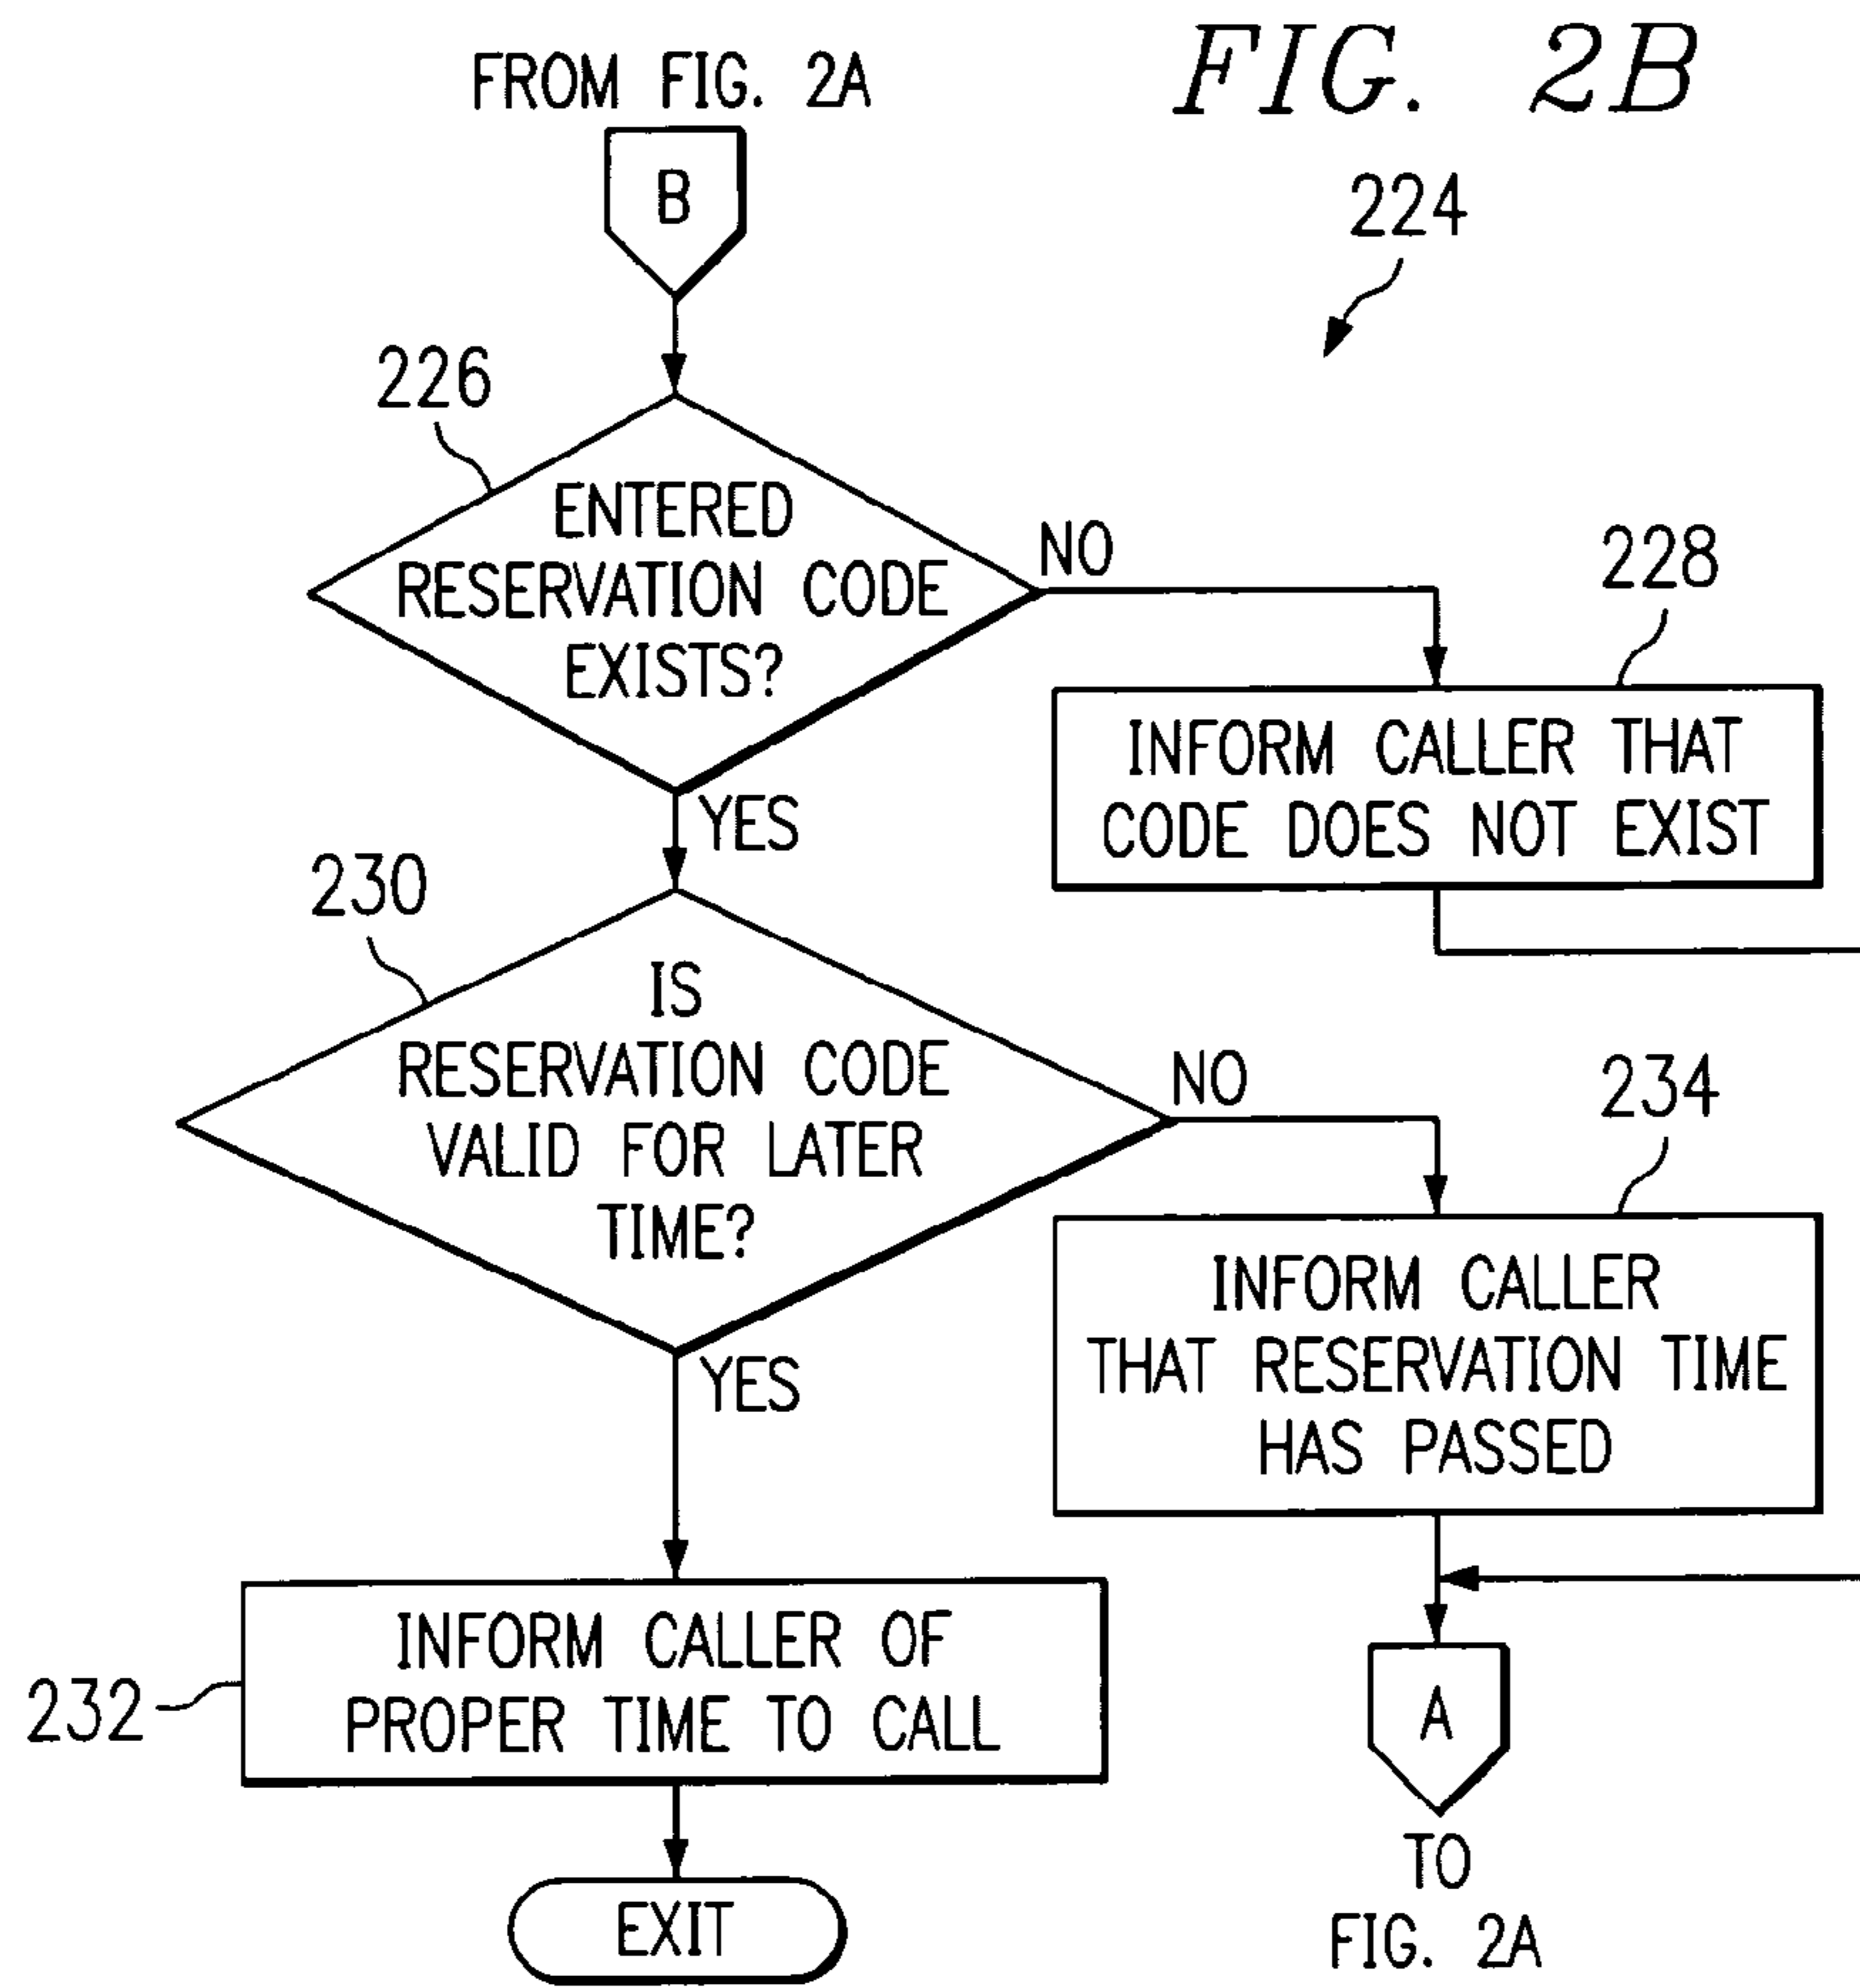 FROM FIG. 2A
FIG. 2B
B
224
226
ENTERED
RESERVATION CODE
EXISTS?
NO
228
INFORM CALLER THAT
CODE DOES NOT EXIST
YES
230
IS
RESERVATION CODE
VALID FOR LATER
TIME?
NO
234
INFORM CALLER
THAT RESERVATION TIME
HAS PASSED
YES
232
INFORM CALLER OF
PROPER TIME TO CALL
A
TO
FIG. 2A
EXIT